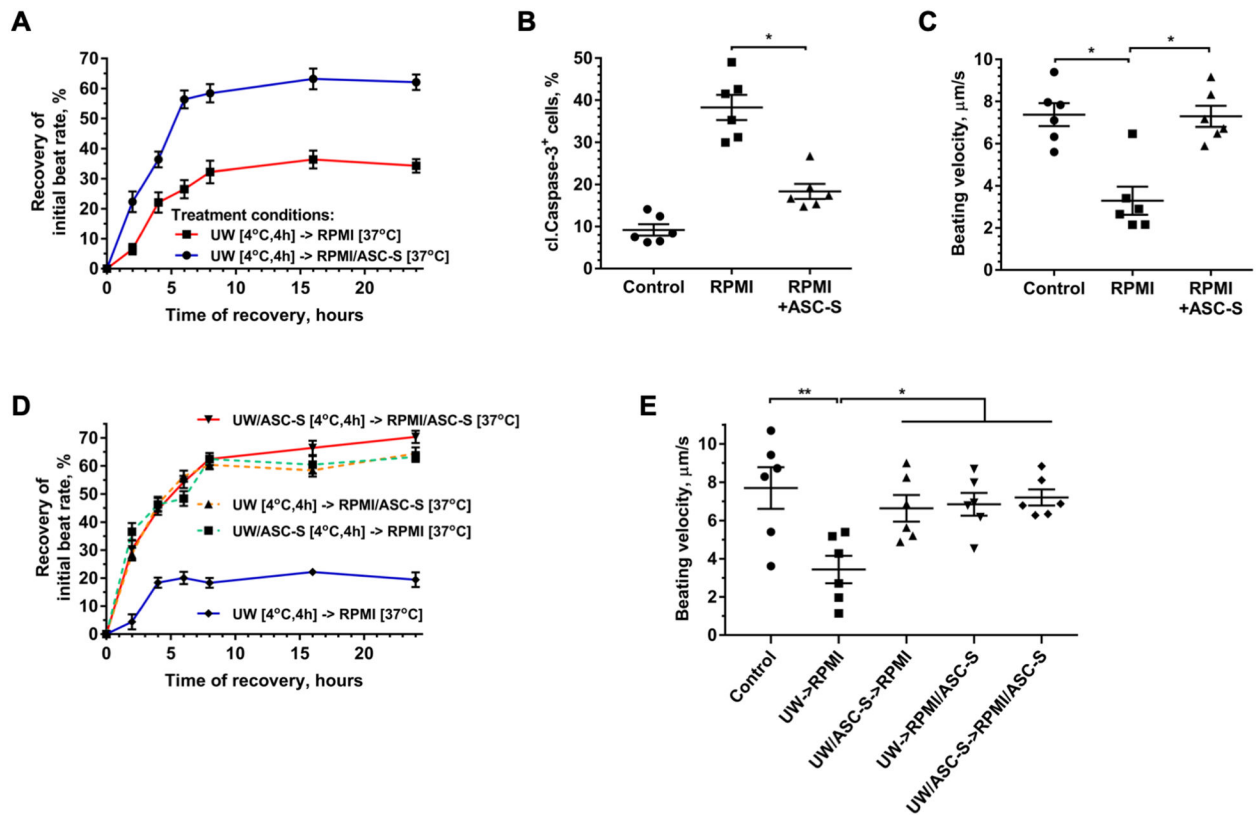 A
Recovery of
initial beat rate, %
70
60
50
40
30
20
10
0
Treatment conditions:
UW [4°C,4h] -> RPMI [37°C]
UW [4°C,4h] -> RPMI/ASC-S [37°C]
0 5 10 15 20
Time of recovery, hours
B
cl.Caspase-3+ cells, %
*
50
40
30
20
10
0
Control RPMI RPMI
+ASC-S
C
Beating velocity, μm/s
* *
10
8
6
4
2
0
Control RPMI RPMI
+ASC-S
D
Recovery of
initial beat rate, %
UW/ASC-S [4°C,4h] -> RPMI/ASC-S [37°C]
70
60
50
40
30
20
10
0
UW [4°C,4h] -> RPMI/ASC-S [37°C]
UW/ASC-S [4°C,4h] -> RPMI [37°C]
UW [4°C,4h] -> RPMI [37°C]
0 5 10 15 20
Time of recovery, hours
E
Beating velocity, μm/s
** *
10
8
6
4
2
0
Control
UW->RPMI
UW/ASC-S->RPMI
UW->RPMI/ASC-S
UW/ASC-S->RPMI/ASC-S